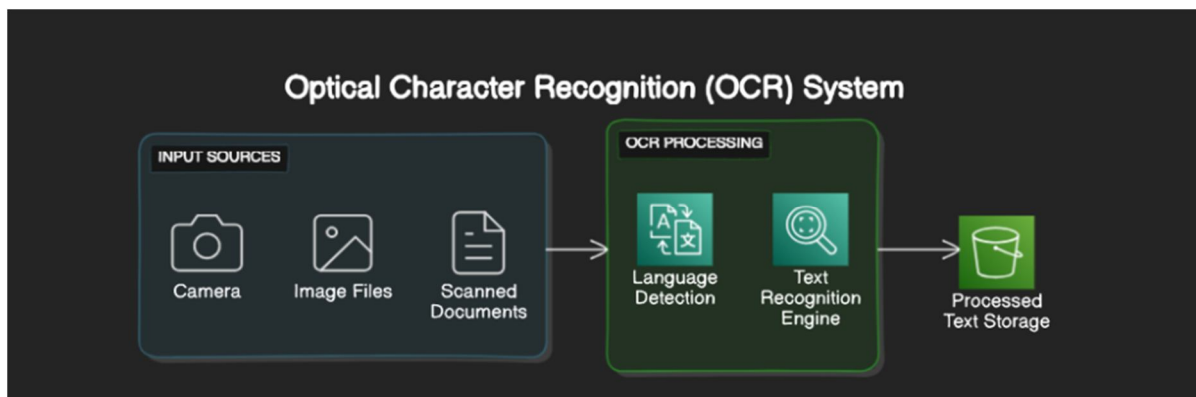 Optical Character Recognition (OCR) System
INPUT SOURCES
Camera
Image Files
Scanned
Documents
OCR PROCESSING
A
文
Language
Detection
Text
Recognition
Engine
Processed
Text Storage